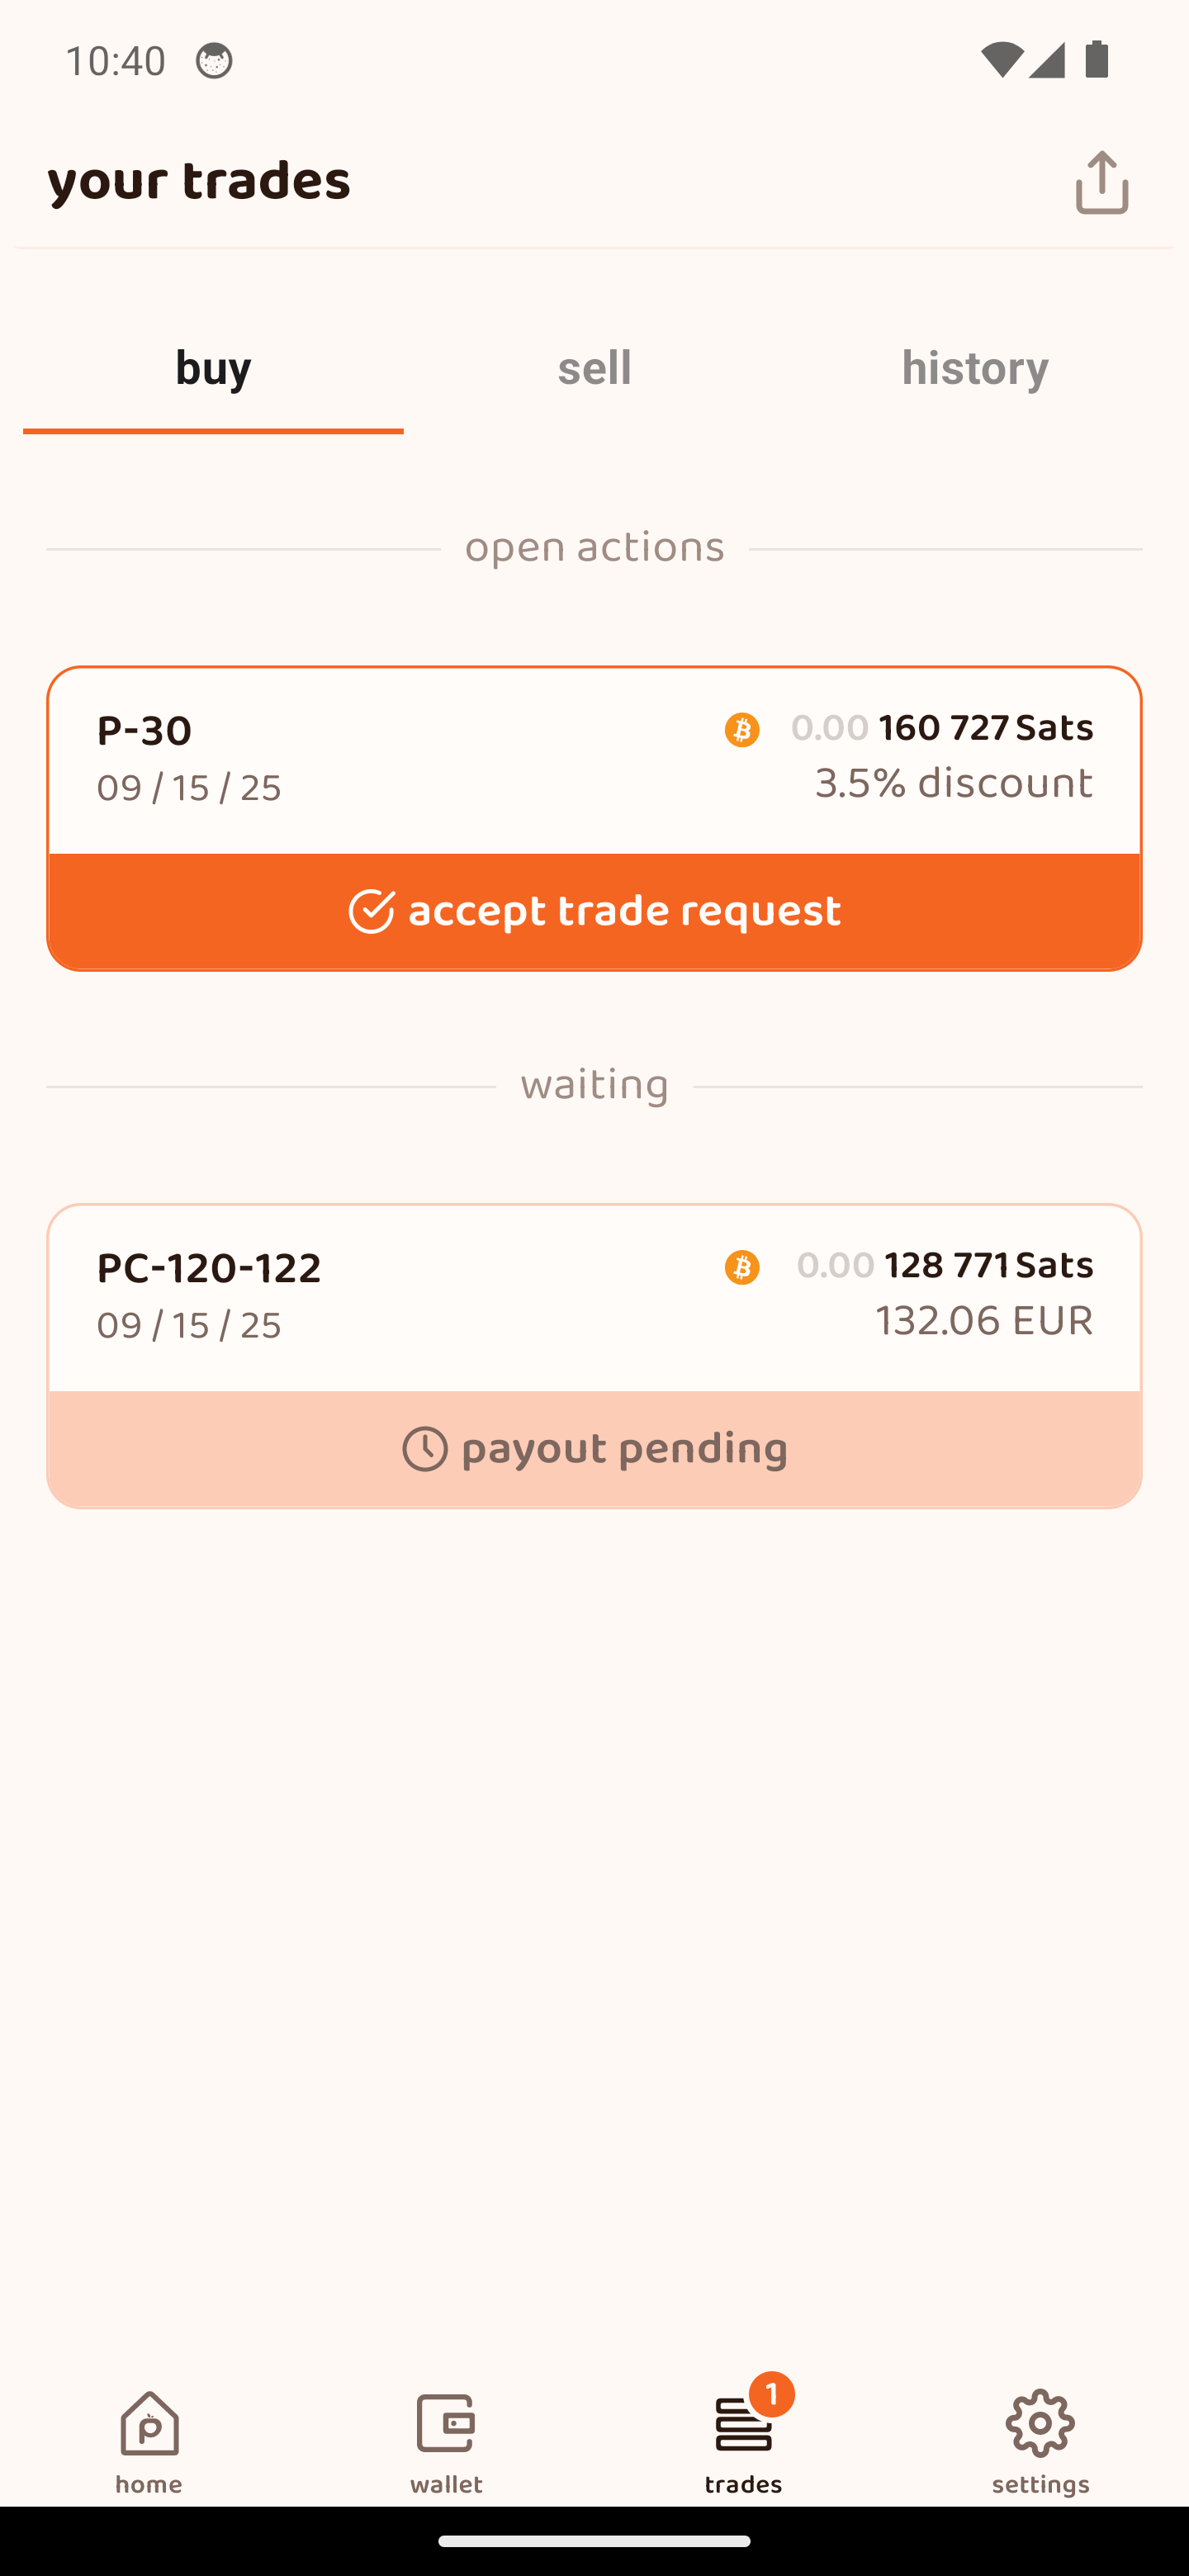 10:40
your trades
buy sell history
open actions
P-30 0.00 160 727 Sats
09 / 15 / 25 3.5% discount
accept trade request
waiting
PC-120-122 0.00 128 771 Sats
09 / 15 / 25 132.06 EUR
payout pending
1
home wallet trades settings